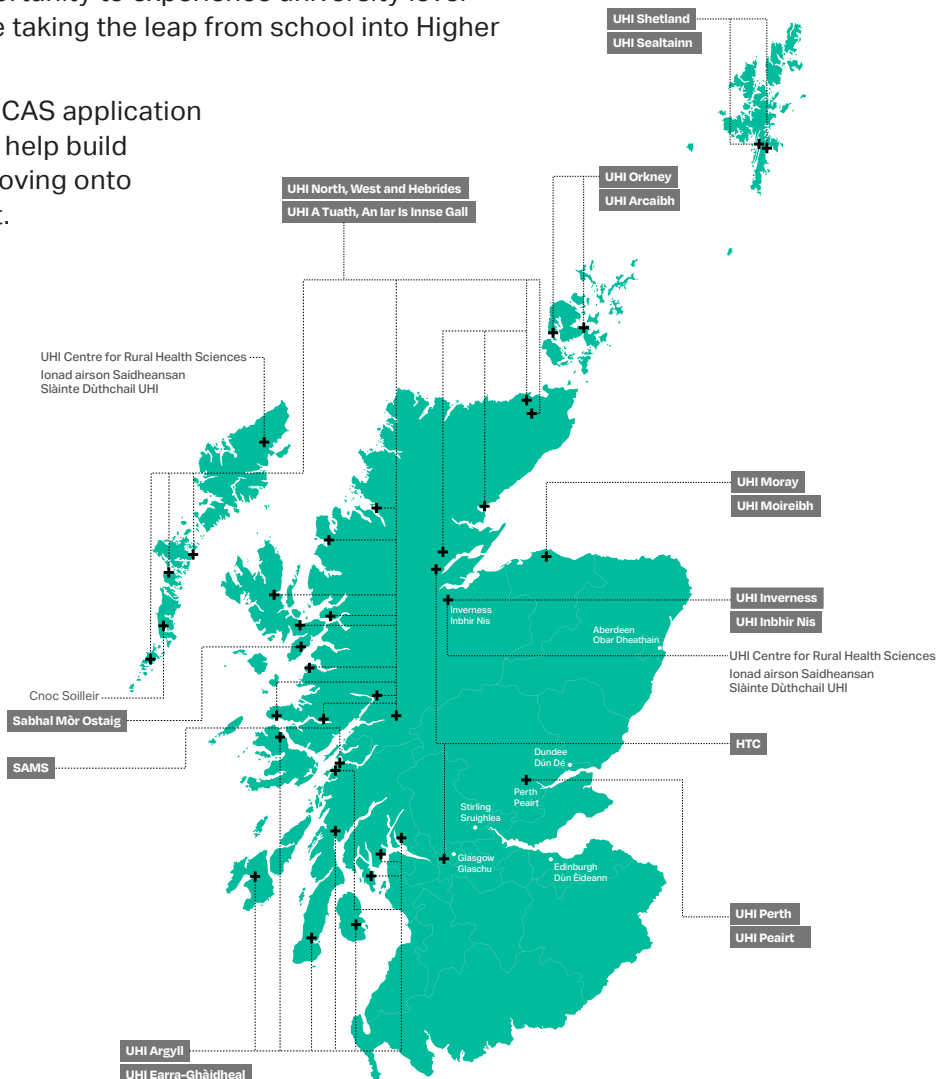 e taking the leap from school into Higher
CAS application
help build
oving onto
UHI Shetland
UHI Sealtainn
UHI North, West and Hebrides
UHI A Tuath, An Iar Is Innse Gall
UHI Orkney
UHI Arcaibh
UHI Centre for Rural Health Sciences
Ionad airson Saidheansan
Slàinte Dùthchail UHI
UHI Moray
UHI Moireibh
Inverness
Inbhir Nis
UHI Inverness
UHI Inbhir Nis
Aberdeen
Obar Dheathain
UHI Centre for Rural Health Sciences
Ionad airson Saidheansan
Slàinte Dùthchail UHI
Cnoc Soilleir
Sabhal Mòr Ostaig
SAMS
HTC
Dundee
Dún Dé
Perth
Peairt
Stirling
Sruighlea
Glasgow
Glaschu
Edinburgh
Dùn Èideann
UHI Perth
UHI Peairt
UHI Argyll
UHI Earra-Ghàidheal